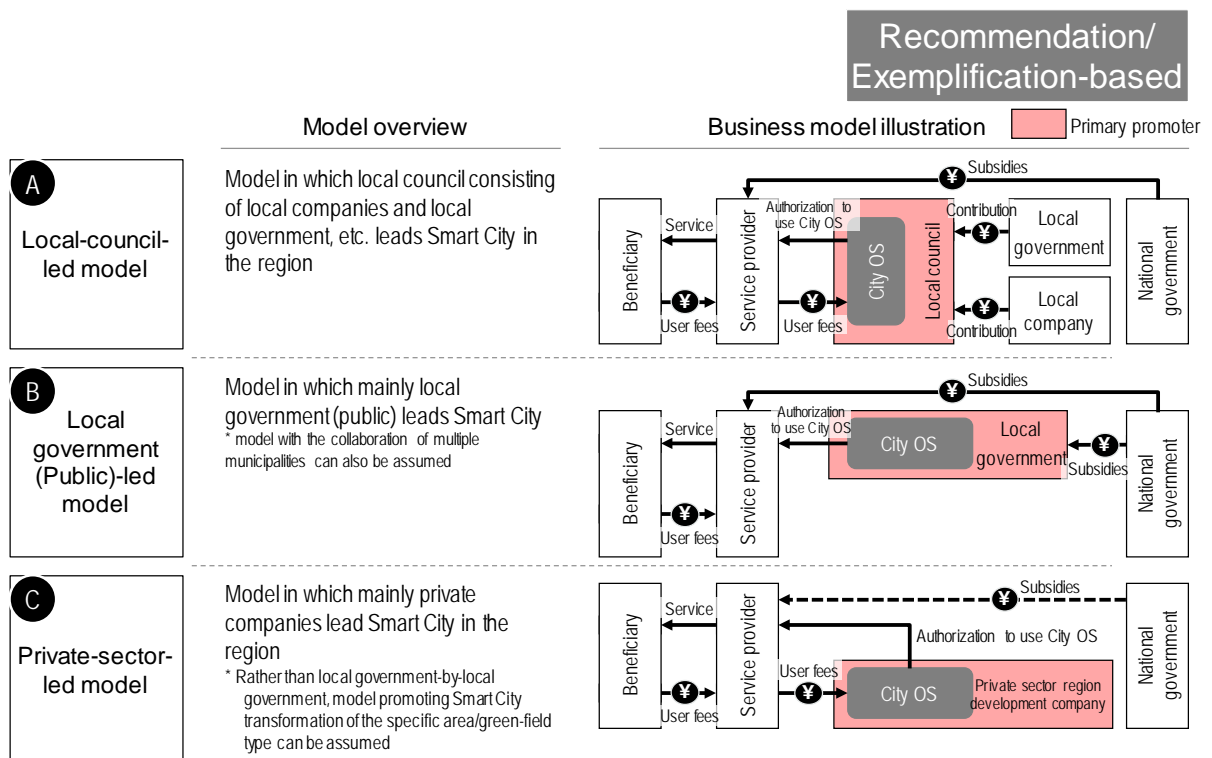 Recommendation/
Exemplification-based
Model overview
Business model illustration
Primary promoter
A
Local-council-
led model
Model in which local council consisting
of local companies and local
government, etc. leads Smart City in
the region
Beneficiary
Service
¥
User fees
Service provider
Authorization to
use City OS
¥
User fees
City OS
Local council
¥
Subsidies
Contribution
¥
Local
government
¥
Contribution
Local
company
National
government
B
Local
government
(Public)-led
model
Model in which mainly local
government (public) leads Smart City
* model with the collaboration of multiple
municipalities can also be assumed
Beneficiary
Service
¥
User fees
Service provider
Authorization
to use City OS
City OS
Local
government
¥
Subsidies
¥
Subsidies
National
government
C
Private-sector-
led model
Model in which mainly private
companies lead Smart City in the
region
* Rather than local government-by-local
government, model promoting Smart City
transformation of the specific area/green-field
type can be assumed
Beneficiary
Service
¥
User fees
Service provider
¥
Subsidies
Authorization to use City OS
User fees
¥
City OS
Private sector region
development company
National
government